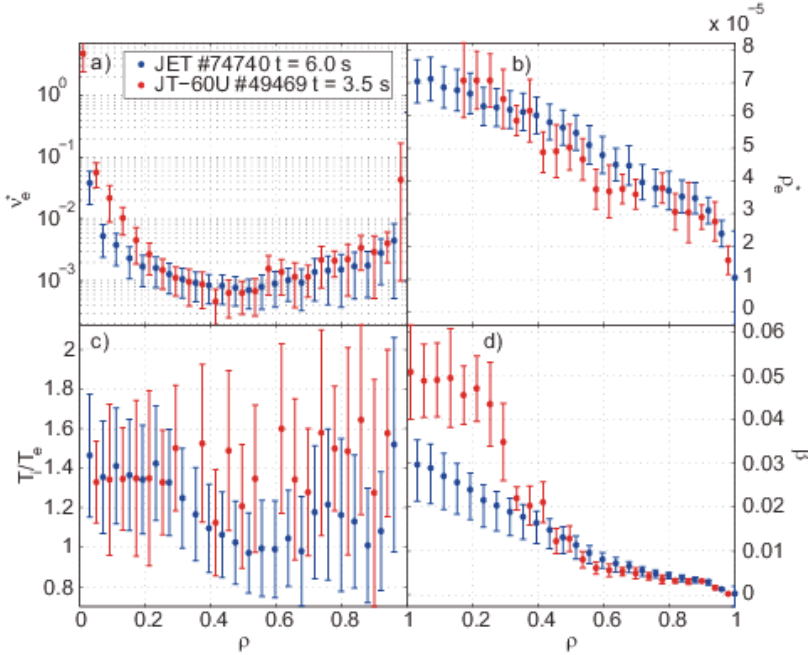 x 10⁻⁵
a)
JET #74740 t = 6.0 s
JT-60U #49469 t = 3.5 s
b)
8
7
6
5
4
3
2
1
0
10⁰
10⁻¹
10⁻²
10⁻³
ν*e
ρ*e
c)
2
1.8
1.6
1.4
1.2
1
0.8
Ti/Te
d)
0.06
0.05
0.04
0.03
0.02
0.01
0
β
0 0.2 0.4 0.6 0.8 1 0.2 0.4 0.6 0.8 1
ρ ρ